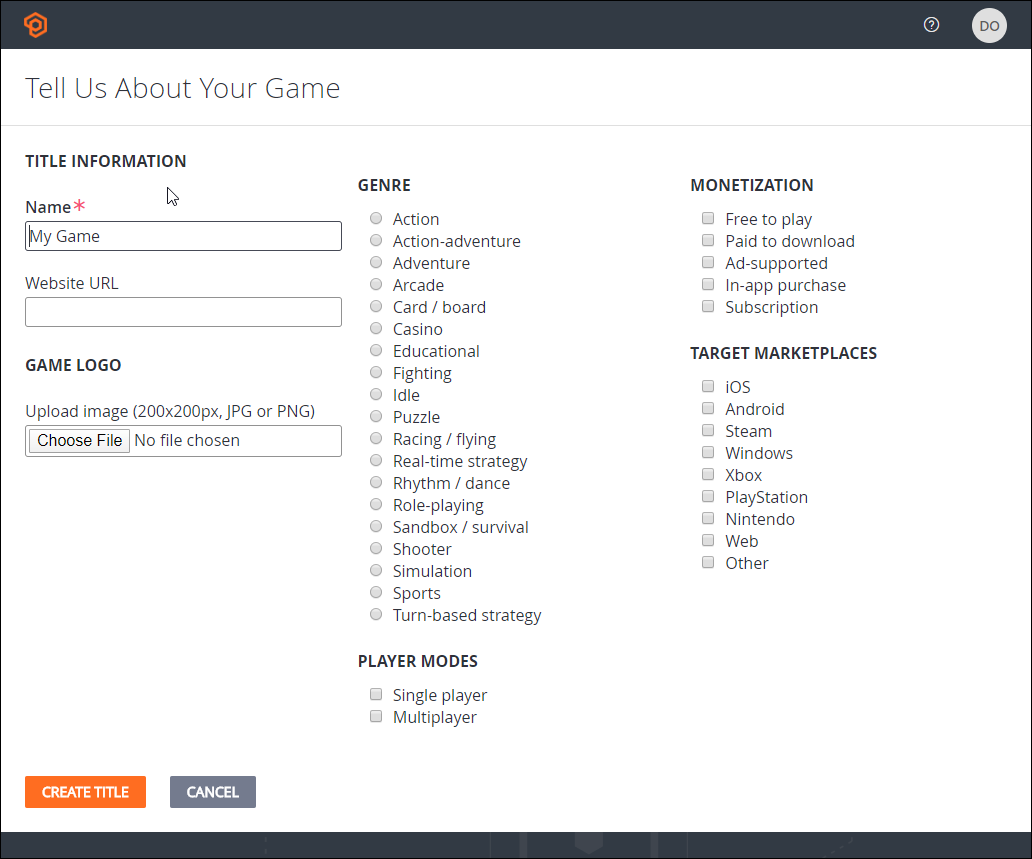 DO
Tell Us About Your Game
TITLE INFORMATION
Name*
My Game
Website URL
GAME LOGO
Upload image (200x200px, JPG or PNG)
Choose File No file chosen
GENRE
Action
Action-adventure
Adventure
Arcade
Card / board
Casino
Educational
Fighting
Idle
Puzzle
Racing / flying
Real-time strategy
Rhythm / dance
Role-playing
Sandbox / survival
Shooter
Simulation
Sports
Turn-based strategy
PLAYER MODES
Single player
Multiplayer
MONETIZATION
Free to play
Paid to download
Ad-supported
In-app purchase
Subscription
TARGET MARKETPLACES
iOS
Android
Steam
Windows
Xbox
PlayStation
Nintendo
Web
Other
CREATE TITLE
CANCEL